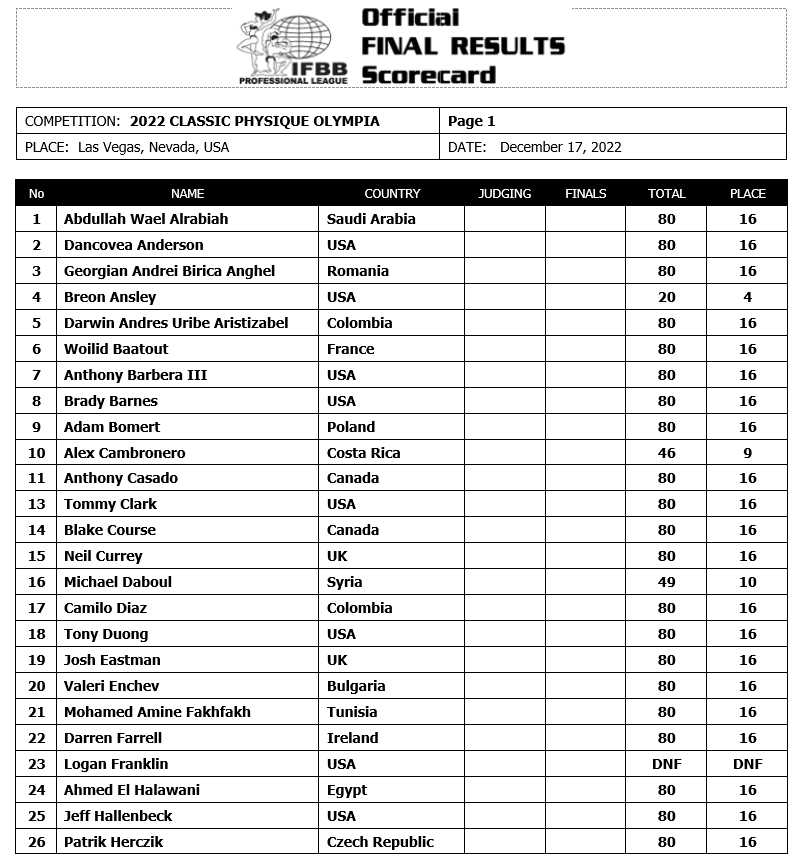 Official
FINAL RESULTS
Scorecard
IFBB
PROFESSIONAL LEAGUE
COMPETITION: 2022 CLASSIC PHYSIQUE OLYMPIA Page 1
PLACE: Las Vegas, Nevada, USA DATE: December 17, 2022
No NAME COUNTRY JUDGING FINALS TOTAL PLACE
1 Abdullah Wael Alrabiah Saudi Arabia 80 16
2 Dancovea Anderson USA 80 16
3 Georgian Andrei Birica Anghel Romania 80 16
4 Breon Ansley USA 20 4
5 Darwin Andres Uribe Aristizabel Colombia 80 16
6 Woilid Baatout France 80 16
7 Anthony Barbera III USA 80 16
8 Brady Barnes USA 80 16
9 Adam Bomert Poland 80 16
10 Alex Cambronero Costa Rica 46 9
11 Anthony Casado Canada 80 16
13 Tommy Clark USA 80 16
14 Blake Course Canada 80 16
15 Neil Currey UK 80 16
16 Michael Daboul Syria 49 10
17 Camilo Diaz Colombia 80 16
18 Tony Duong USA 80 16
19 Josh Eastman UK 80 16
20 Valeri Enchev Bulgaria 80 16
21 Mohamed Amine Fakhfakh Tunisia 80 16
22 Darren Farrell Ireland 80 16
23 Logan Franklin USA DNF DNF
24 Ahmed El Halawani Egypt 80 16
25 Jeff Hallenbeck USA 80 16
26 Patrik Herczik Czech Republic 80 16